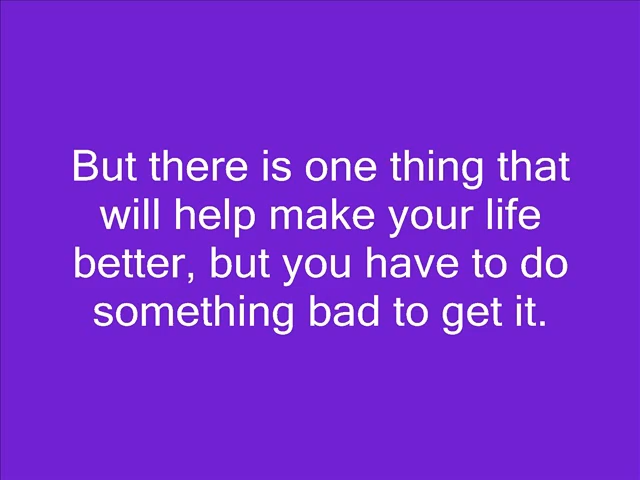 But there is one thing that
will help make your life
better, but you have to do
something bad to get it.